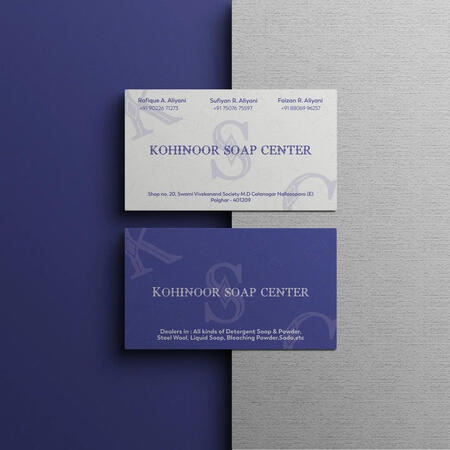 Rafique A. Aliyani Sufiyan R. Aliyani Faizan R. Aliyani
+91 90226 71273 +91 75076 75597 +91 88069 96257
K S C
KOHINOOR SOAP CENTER
Shop no. 20, Swami Vivekanand Society M.D Galanagar Nallasopara (E)
Palghar - 401209
K S C
KOHINOOR SOAP CENTER
Dealers in : All kinds of Detergent Soap & Powder,
Steel Wool, Liquid Soap, Bleaching Powder,Soda,etc